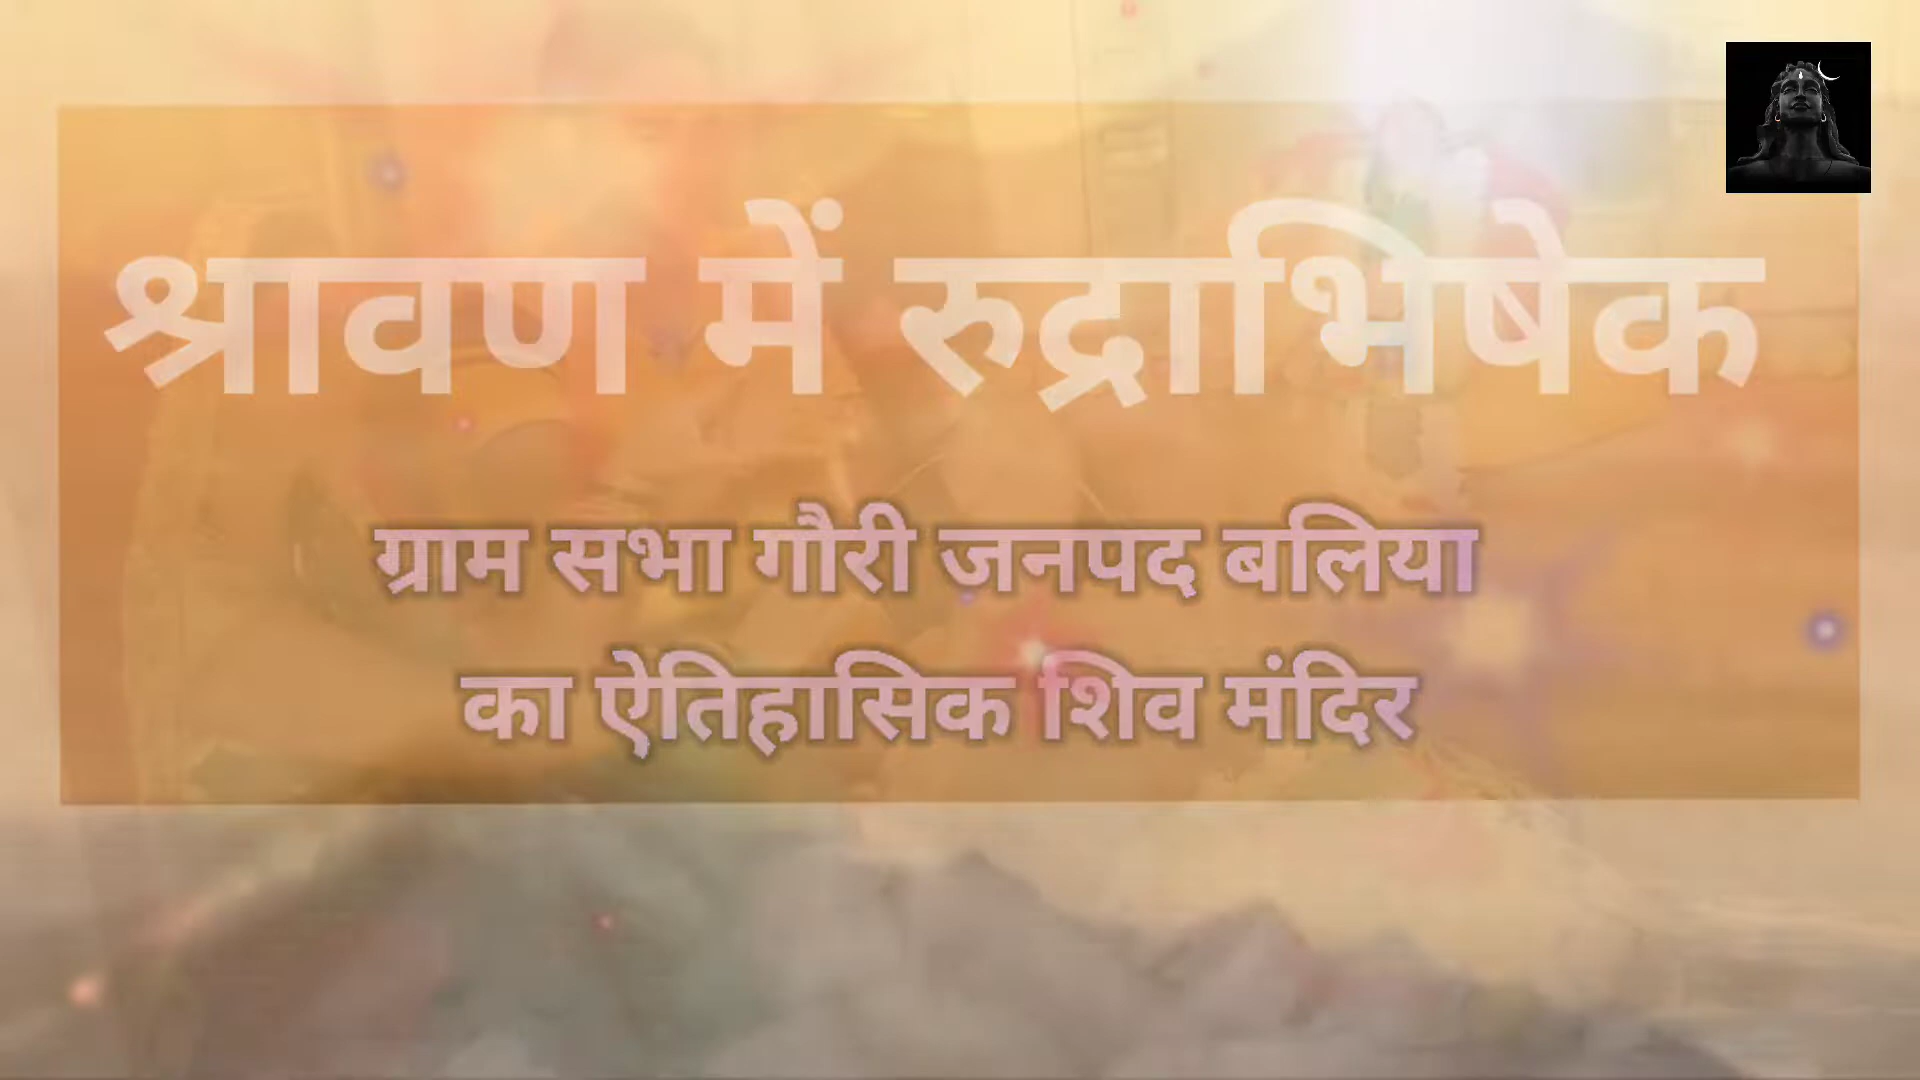 श्रावण में रुद्राभिषेक
ग्राम सभा गौरी जनपद बलिया
का ऐतिहासिक शिव मंदिर